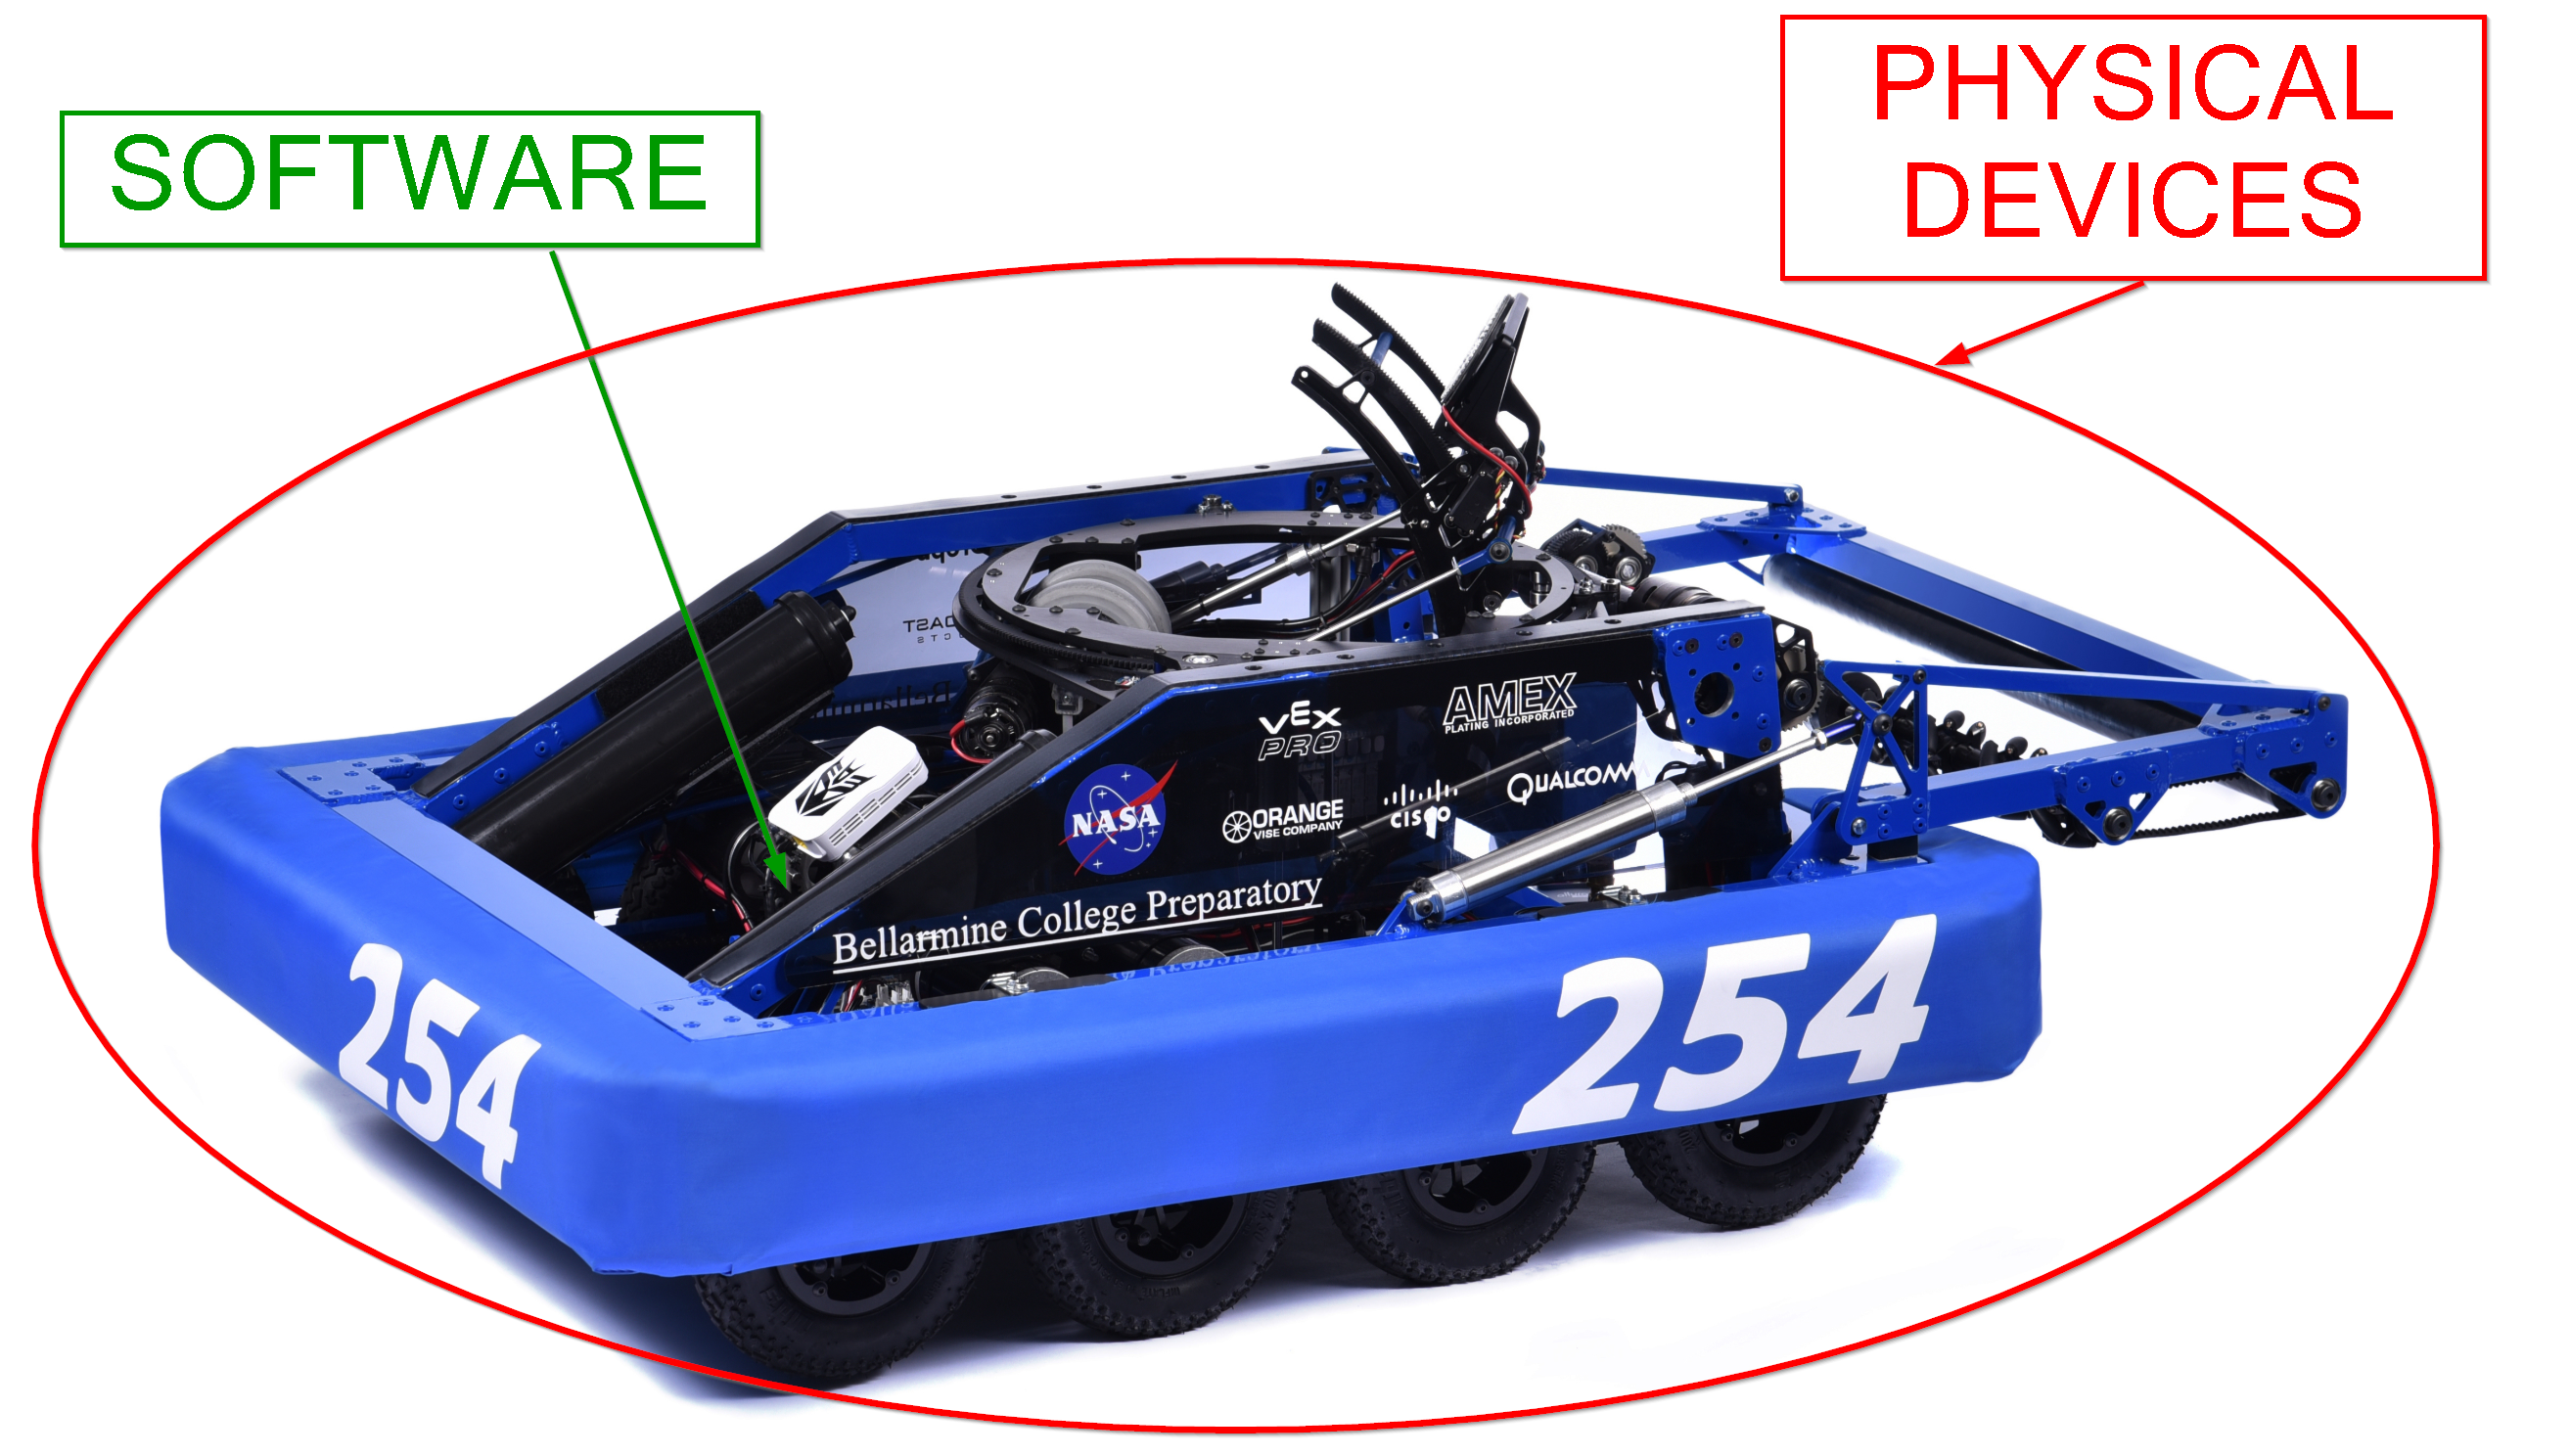 SOFTWARE
PHYSICAL
DEVICES
VEX
PRO
AMEX
PLATING INCORPORATED
NASA
ORANGE
VISE COMPANY
CISCO
QUALCOMM
Bellarmine College Preparatory
254
254